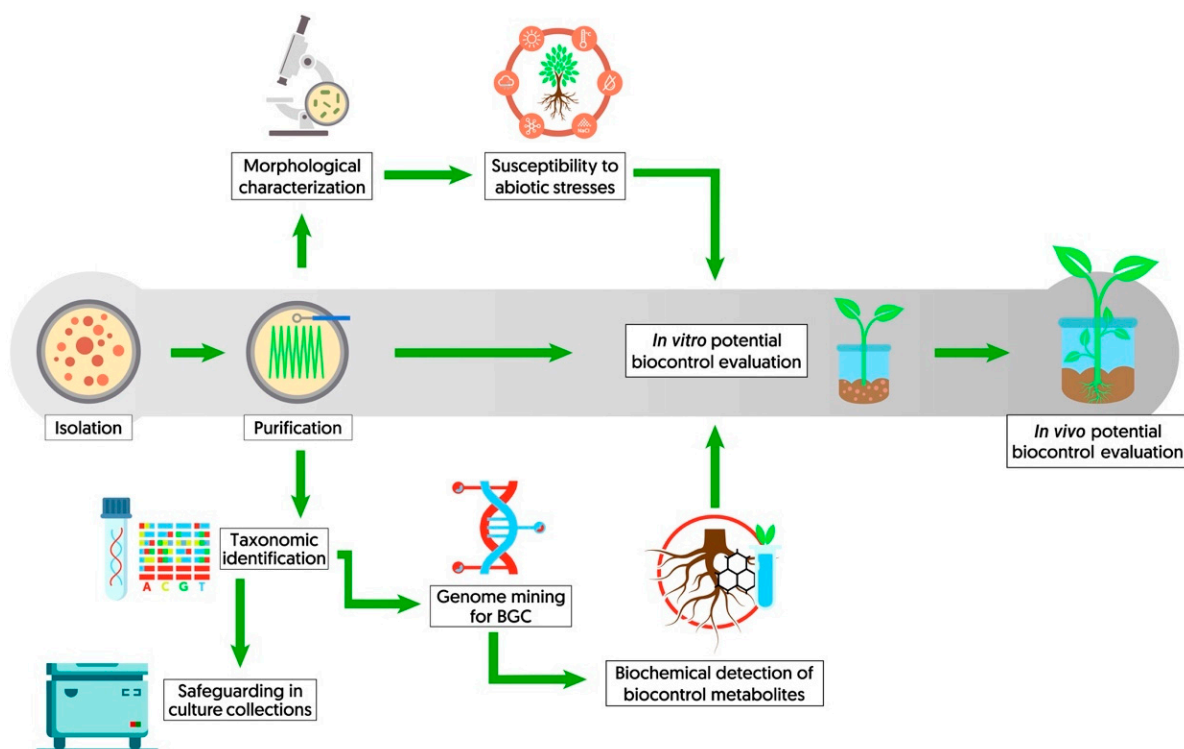 Morphological
characterization
Susceptibility to
abiotic stresses
NaCl
Isolation
Purification
In vitro potential
biocontrol evaluation
In vivo potential
biocontrol evaluation
Taxonomic
identification
A C G T
Genome mining
for BGC
Safeguarding in
culture collections
Biochemical detection of
biocontrol metabolites